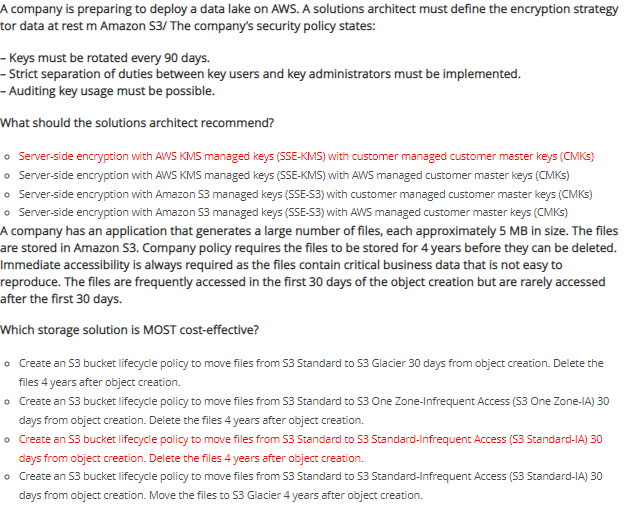 A company is preparing to deploy a data lake on AWS. A solutions architect must define the encryption strategy
tor data at rest m Amazon S3/ The company's security policy states:
– Keys must be rotated every 90 days.
– Strict separation of duties between key users and key administrators must be implemented.
– Auditing key usage must be possible.
What should the solutions architect recommend?
Server-side encryption with AWS KMS managed keys (SSE-KMS) with customer managed customer master keys (CMKs)
Server-side encryption with AWS KMS managed keys (SSE-KMS) with AWS managed customer master keys (CMKs)
Server-side encryption with Amazon S3 managed keys (SSE-S3) with customer managed customer master keys (CMKs)
Server-side encryption with Amazon S3 managed keys (SSE-S3) with AWS managed customer master keys (CMKs)
A company has an application that generates a large number of files, each approximately 5 MB in size. The files
are stored in Amazon S3. Company policy requires the files to be stored for 4 years before they can be deleted.
Immediate accessibility is always required as the files contain critical business data that is not easy to
reproduce. The files are frequently accessed in the first 30 days of the object creation but are rarely accessed
after the first 30 days.
Which storage solution is MOST cost-effective?
Create an S3 bucket lifecycle policy to move files from S3 Standard to S3 Glacier 30 days from object creation. Delete the
files 4 years after object creation.
Create an S3 bucket lifecycle policy to move files from S3 Standard to S3 One Zone-Infrequent Access (S3 One Zone-IA) 30
days from object creation. Delete the files 4 years after object creation.
Create an S3 bucket lifecycle policy to move files from S3 Standard to S3 Standard-Infrequent Access (S3 Standard-IA) 30
days from object creation. Delete the files 4 years after object creation.
Create an S3 bucket lifecycle policy to move files from S3 Standard to S3 Standard-Infrequent Access (S3 Standard-IA) 30
days from object creation. Move the files to S3 Glacier 4 years after object creation.